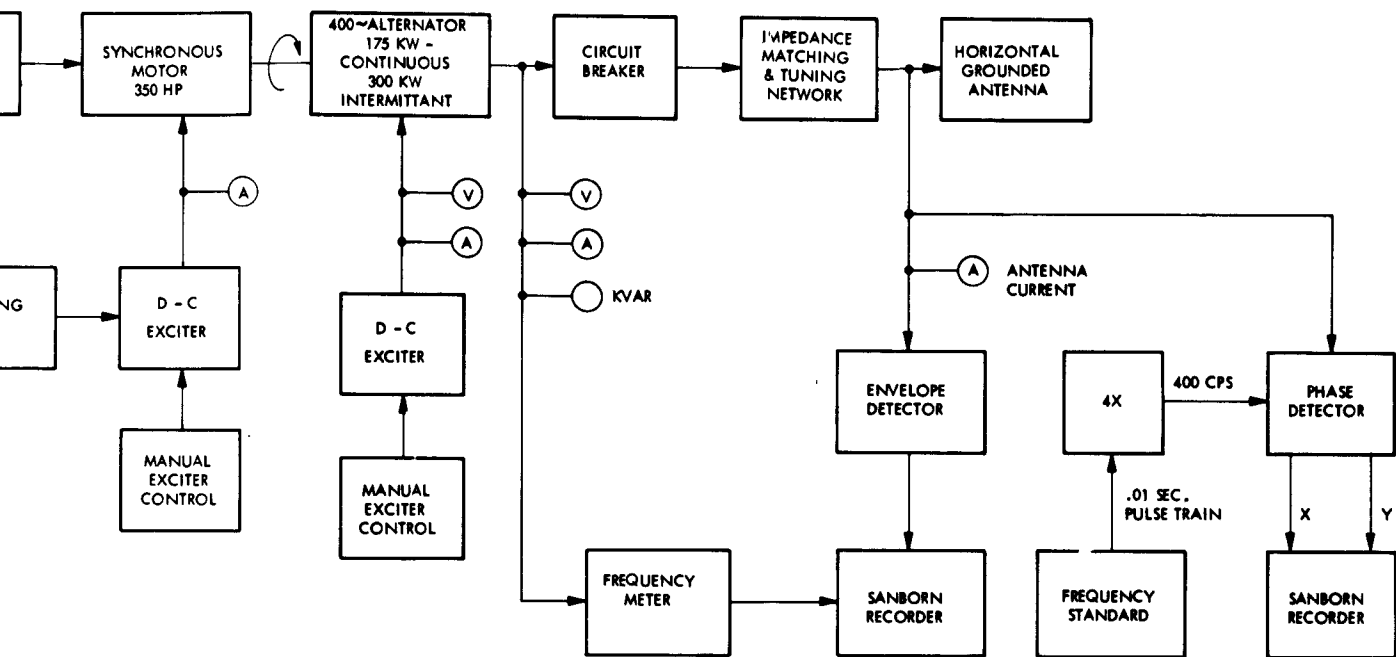 SYNCHRONOUS
MOTOR
350 HP
400~ALTERNATOR
175 KW -
CONTINUOUS
300 KW
INTERMITTANT
CIRCUIT
BREAKER
IMPEDANCE
MATCHING
& TUNING
NETWORK
HORIZONTAL
GROUNDED
ANTENNA
A
V
A
V
A
KVAR
A
ANTENNA
CURRENT
NG
D - C
EXCITER
D - C
EXCITER
MANUAL
EXCITER
CONTROL
MANUAL
EXCITER
CONTROL
ENVELOPE
DETECTOR
4X
400 CPS
PHASE
DETECTOR
.01 SEC.
PULSE TRAIN
X
Y
FREQUENCY
METER
SANBORN
RECORDER
FREQUENCY
STANDARD
SANBORN
RECORDER